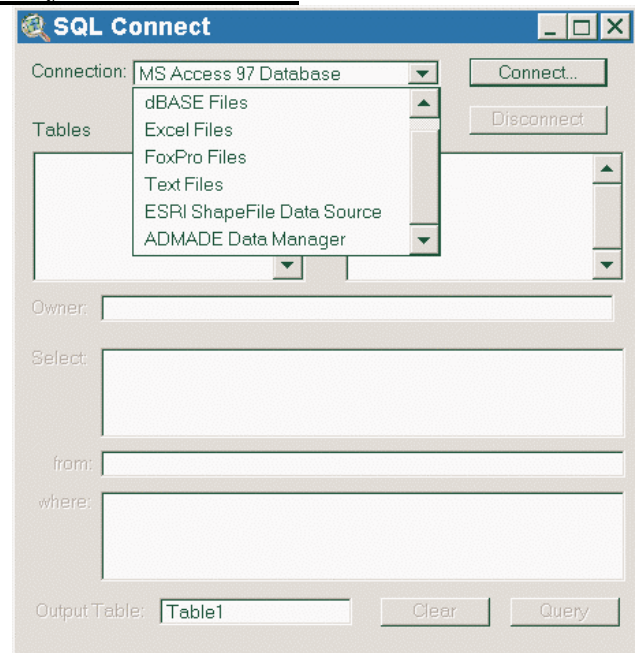 SQL Connect
Connection: MS Access 97 Database Connect...
dBASE Files
Disconnect
Tables
Excel Files
FoxPro Files
Text Files
ESRI ShapeFile Data Source
ADMADE Data Manager
Owner:
Select:
from:
where:
Output Table: Table1 Clear Query